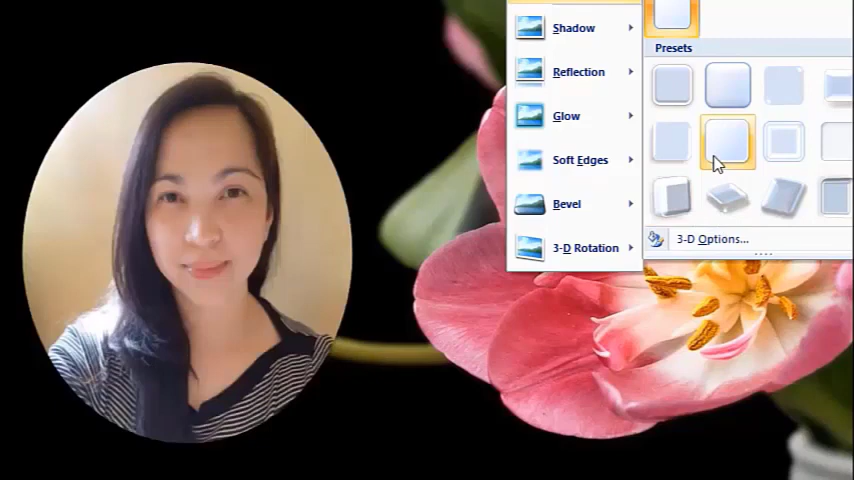 Shadow
Presets
Reflection
Glow
Soft Edges
Bevel
3-D Options...
3-D Rotation